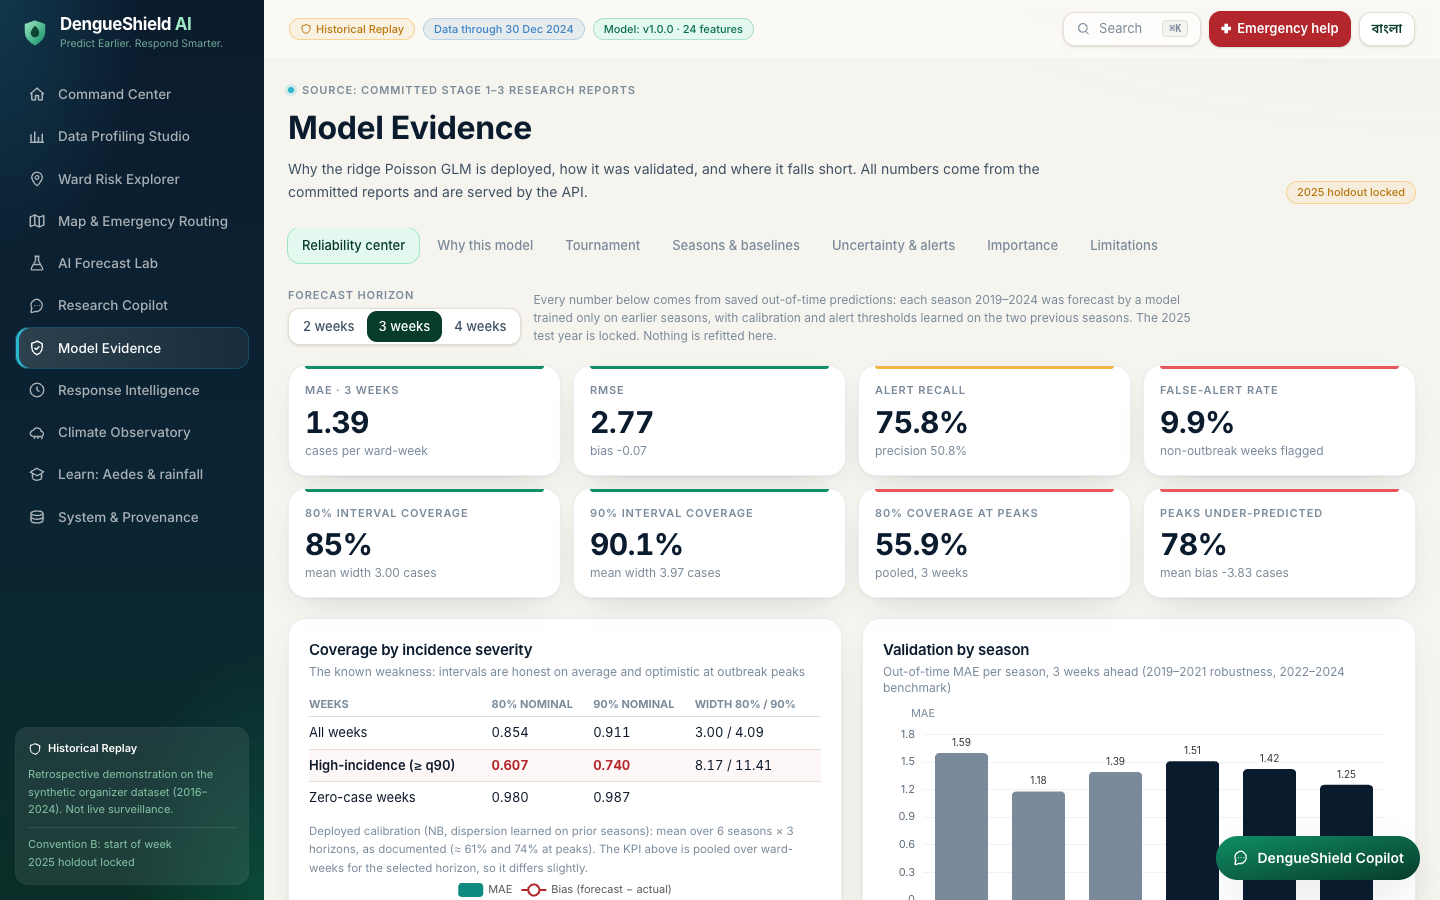 DengueShield AI
Predict Earlier. Respond Smarter.
Command Center
Data Profiling Studio
Ward Risk Explorer
Map & Emergency Routing
AI Forecast Lab
Research Copilot
Model Evidence
Response Intelligence
Climate Observatory
Learn: Aedes & rainfall
System & Provenance
Historical Replay
Retrospective demonstration on the
synthetic organizer dataset (2016–
2024). Not live surveillance.
Convention B: start of week
2025 holdout locked
Historical Replay
Data through 30 Dec 2024
Model: v1.0.0 · 24 features
Search ⌘K
Emergency help
বাংলা
SOURCE: COMMITTED STAGE 1–3 RESEARCH REPORTS
Model Evidence
Why the ridge Poisson GLM is deployed, how it was validated, and where it falls short. All numbers come from the
committed reports and are served by the API.
2025 holdout locked
Reliability center
Why this model
Tournament
Seasons & baselines
Uncertainty & alerts
Importance
Limitations
FORECAST HORIZON
2 weeks 3 weeks 4 weeks
Every number below comes from saved out-of-time predictions: each season 2019–2024 was forecast by a model
trained only on earlier seasons, with calibration and alert thresholds learned on the two previous seasons. The 2025
test year is locked. Nothing is refitted here.
MAE · 3 WEEKS
1.39
cases per ward-week
RMSE
2.77
bias -0.07
ALERT RECALL
75.8%
precision 50.8%
FALSE-ALERT RATE
9.9%
non-outbreak weeks flagged
80% INTERVAL COVERAGE
85%
mean width 3.00 cases
90% INTERVAL COVERAGE
90.1%
mean width 3.97 cases
80% COVERAGE AT PEAKS
55.9%
pooled, 3 weeks
PEAKS UNDER-PREDICTED
78%
mean bias -3.83 cases
Coverage by incidence severity
The known weakness: intervals are honest on average and optimistic at outbreak peaks
WEEKS 80% NOMINAL 90% NOMINAL WIDTH 80% / 90%
All weeks 0.854 0.911 3.00 / 4.09
High-incidence (≥ q90) 0.607 0.740 8.17 / 11.41
Zero-case weeks 0.980 0.987
Deployed calibration (NB, dispersion learned on prior seasons): mean over 6 seasons × 3
horizons, as documented (≈ 61% and 74% at peaks). The KPI above is pooled over ward-
weeks for the selected horizon, so it differs slightly.
MAE Bias (forecast − actual)
Validation by season
Out-of-time MAE per season, 3 weeks ahead (2019–2021 robustness, 2022–2024
benchmark)
MAE
1.8
1.5
1.2
0.9
0.6
0.3
0
1.59
1.18
1.39
1.51
1.42
1.25
DengueShield Copilot